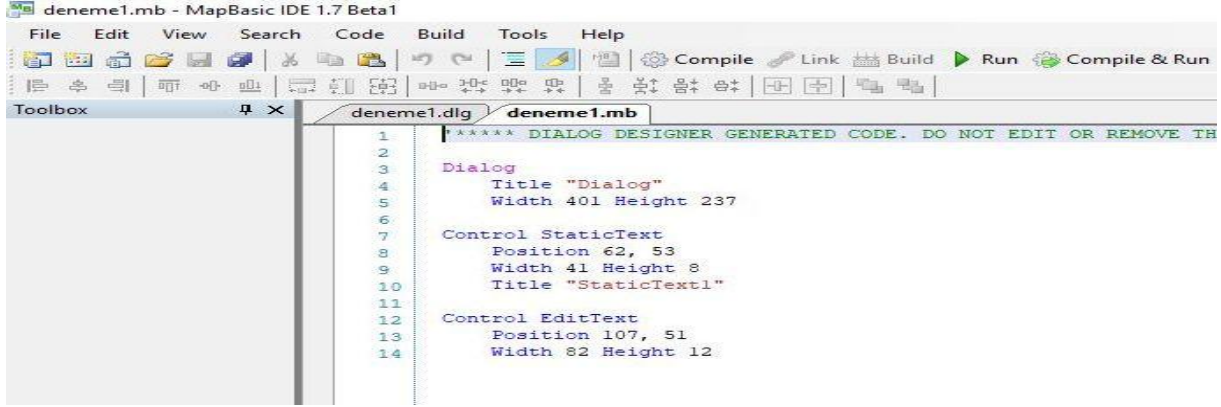 deneme1.mb - MapBasic IDE 1.7 Beta1
File Edit View Search Code Build Tools Help
Compile Link Build Run Compile & Run
Toolbox
deneme1.dlg deneme1.mb
1 '***** DIALOG DESIGNER GENERATED CODE. DO NOT EDIT OR REMOVE TH
2
3 Dialog
4 Title "Dialog"
5 Width 401 Height 237
6
7 Control StaticText
8 Position 62, 53
9 Width 41 Height 8
10 Title "StaticText1"
11
12 Control EditText
13 Position 107, 51
14 Width 82 Height 12